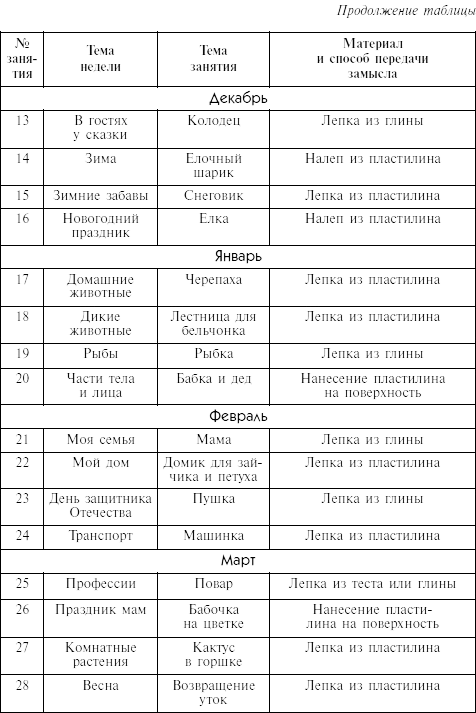 Продолжение таблицы
№ заня-тия Тема недели Тема занятия Материал и способ передачи замысла
Декабрь
13 В гостях у сказки Колодец Лепка из глины
14 Зима Елочный шарик Налеп из пластилина
15 Зимние забавы Снеговик Лепка из пластилина
16 Новогодний праздник Елка Налеп из пластилина
Январь
17 Домашние животные Черепаха Лепка из пластилина
18 Дикие животные Лестница для бельчонка Лепка из пластилина
19 Рыбы Рыбка Лепка из глины
20 Части тела и лица Бабка и дед Нанесение пластилина на поверхность
Февраль
21 Моя семья Мама Лепка из глины
22 Мой дом Домик для зай-чика и петуха Лепка из пластилина
23 День защитника Отечества Пушка Лепка из глины
24 Транспорт Машинка Лепка из пластилина
Март
25 Профессии Повар Лепка из теста или глины
26 Праздник мам Бабочка на цветке Нанесение пласти-лина на поверхность
27 Комнатные растения Кактус в горшке Лепка из пластилина
28 Весна Возвращение уток Лепка из пластилина